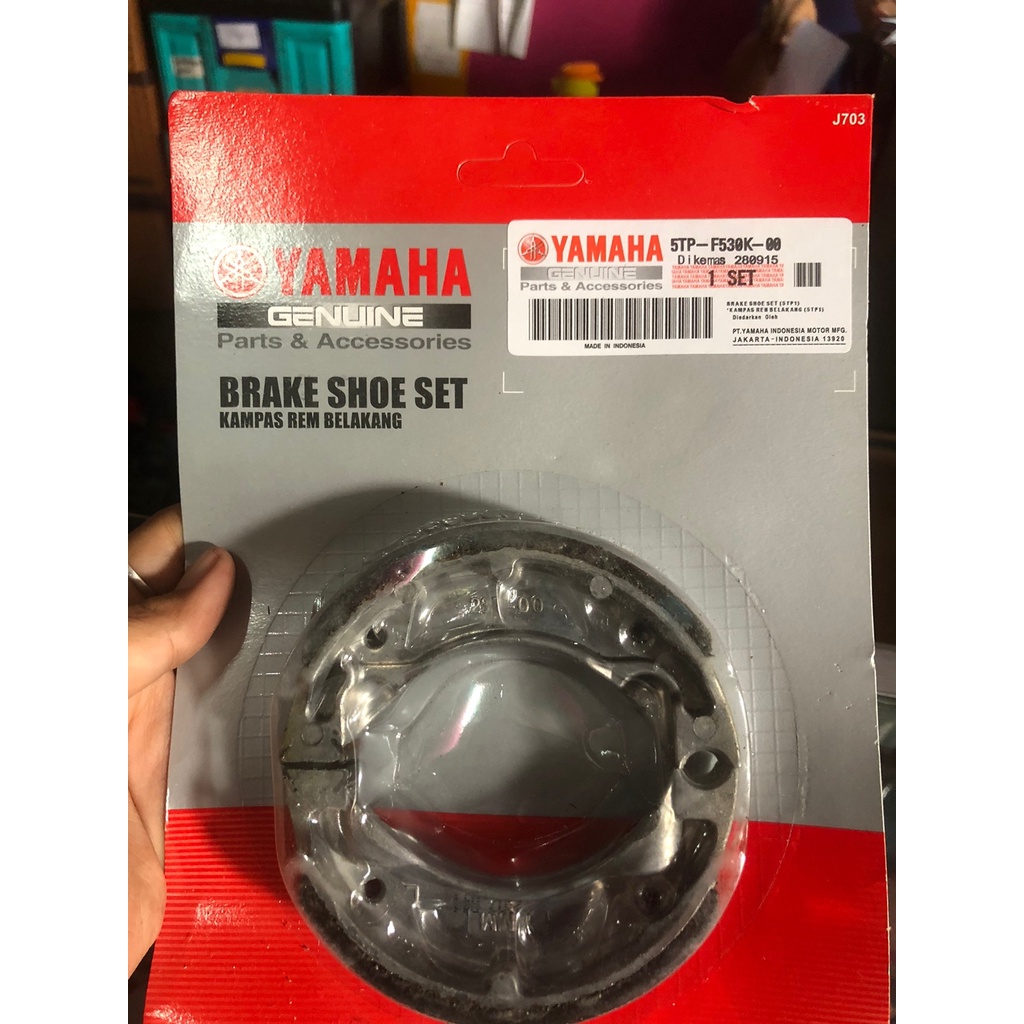 J703
YAMAHA
GENUINE
Parts & Accessories
5TP-F530K-00
Dikemas 280915
1 SET
BRAKE SHOE SET (5TP1)
*KAMPAS REM BELAKANG (5TP1)
Diedarkan Oleh
PT.YAMAHA INDONESIA MOTOR MFG.
JAKARTA-INDONESIA 13920
MADE IN INDONESIA
YAMAHA
GENUINE
Parts & Accessories
BRAKE SHOE SET
KAMPAS REM BELAKANG